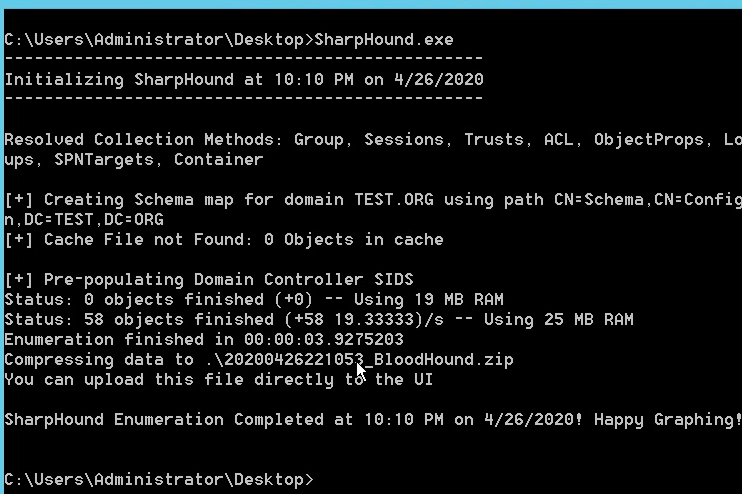 C:\Users\Administrator\Desktop>SharpHound.exe
------------------------------------------------
Initializing SharpHound at 10:10 PM on 4/26/2020
------------------------------------------------
Resolved Collection Methods: Group, Sessions, Trusts, ACL, ObjectProps, Lo
ups, SPNTargets, Container
[+] Creating Schema map for domain TEST.ORG using path CN=Schema,CN=Config
n,DC=TEST,DC=ORG
[+] Cache File not Found: 0 Objects in cache
[+] Pre-populating Domain Controller SIDS
Status: 0 objects finished (+0) -- Using 19 MB RAM
Status: 58 objects finished (+58 19.33333)/s -- Using 25 MB RAM
Enumeration finished in 00:00:03.9275203
Compressing data to .\20200426221053_BloodHound.zip
You can upload this file directly to the UI
SharpHound Enumeration Completed at 10:10 PM on 4/26/2020! Happy Graphing!
C:\Users\Administrator\Desktop>